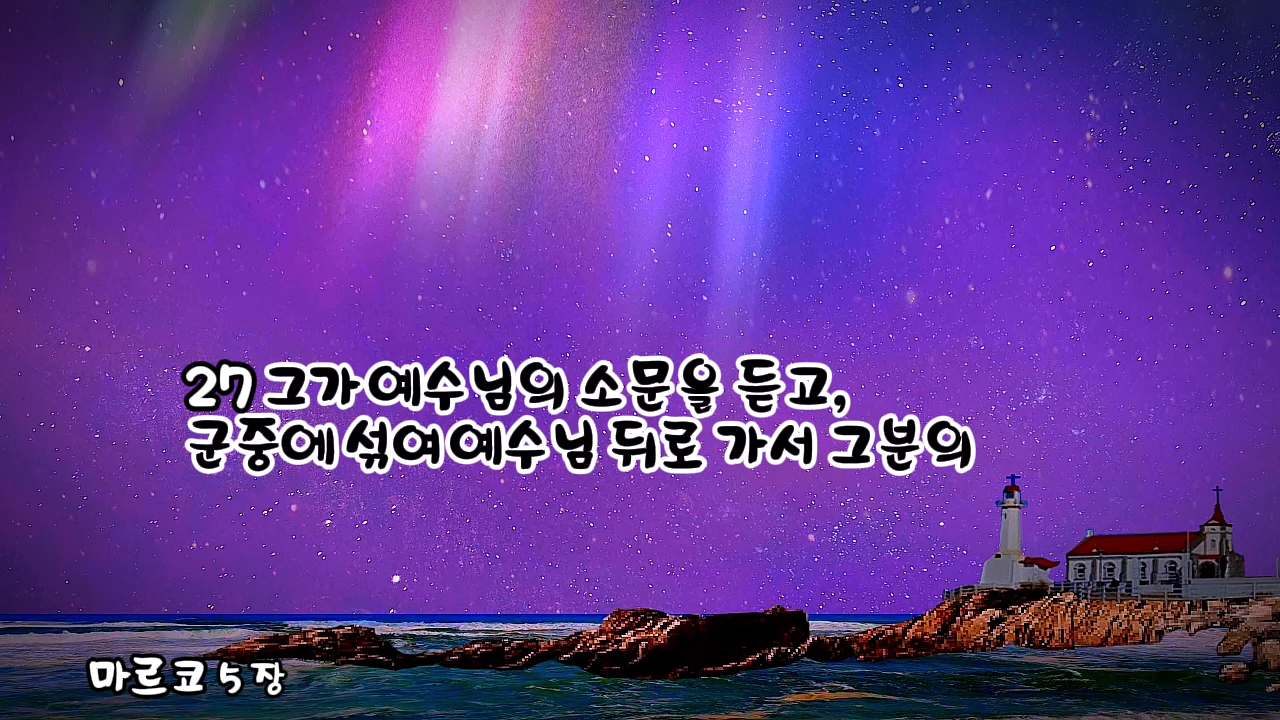 27 그가 예수님의 소문을 듣고,
군중에 섞여 예수님 뒤로 가서 그분의
마르코 5 장